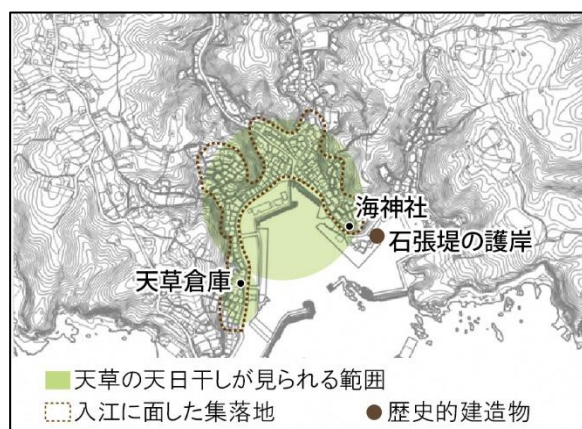 海神社
石張堤の護岸
天草倉庫
天草の天日干しが見られる範囲
入江に面した集落地
歴史的建造物